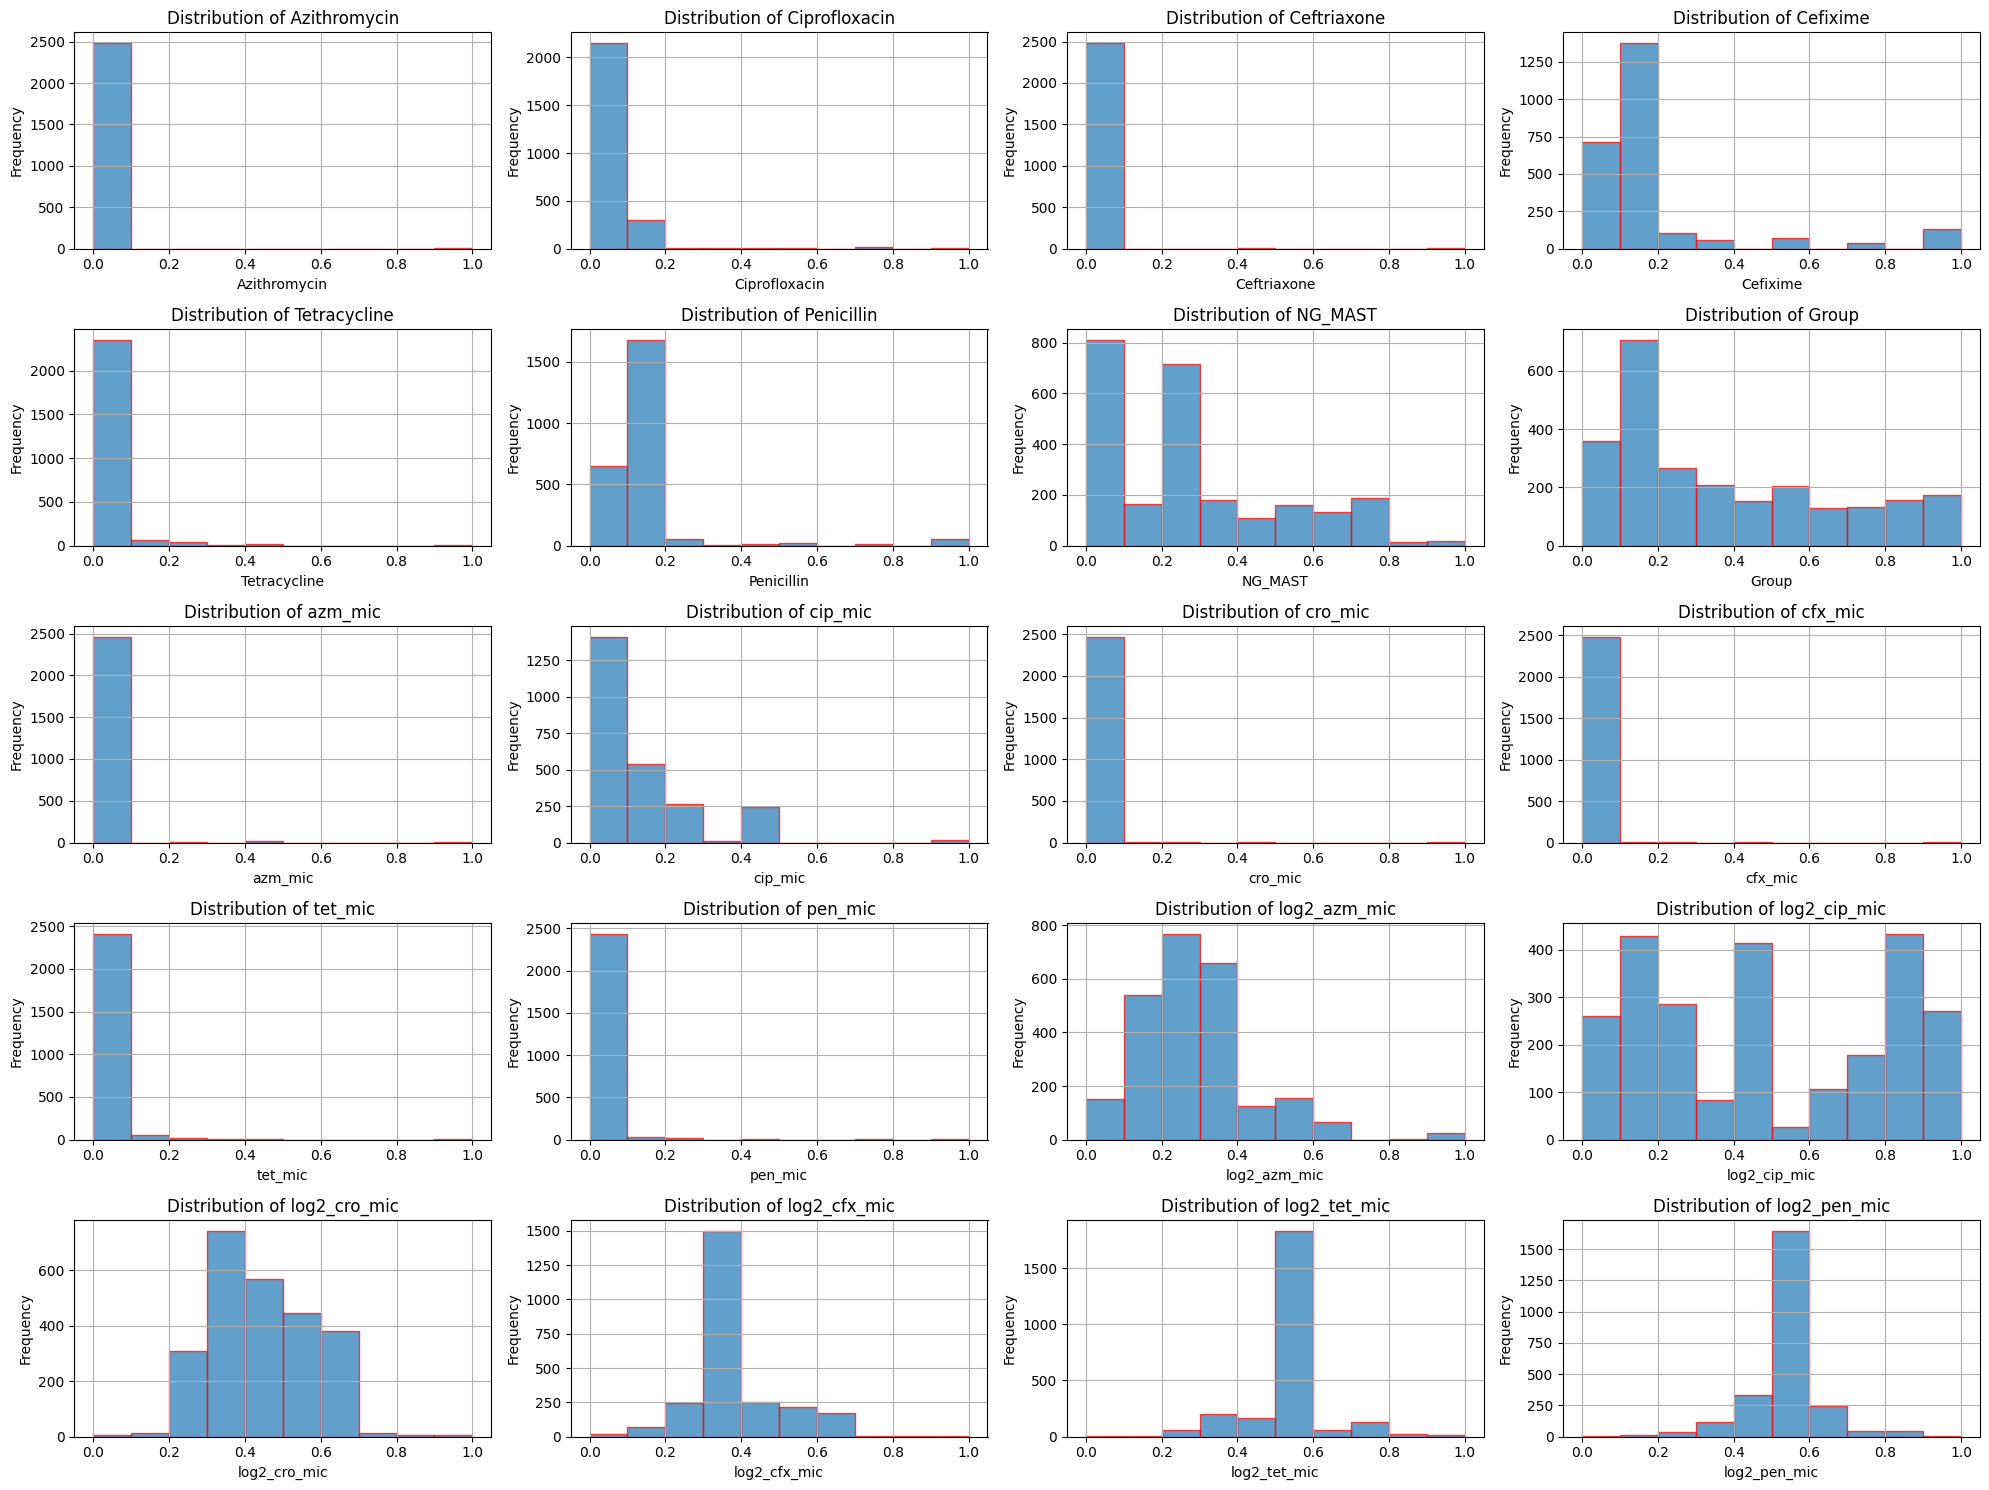 Distribution of Azithromycin
Frequency
2500
2000
1500
1000
500
0
0.0 0.2 0.4 0.6 0.8 1.0
Azithromycin
Distribution of Ciprofloxacin
Frequency
2000
1500
1000
500
0
0.0 0.2 0.4 0.6 0.8 1.0
Ciprofloxacin
Distribution of Ceftriaxone
Frequency
2500
2000
1500
1000
500
0
0.0 0.2 0.4 0.6 0.8 1.0
Ceftriaxone
Distribution of Cefixime
Frequency
1250
1000
750
500
250
0
0.0 0.2 0.4 0.6 0.8 1.0
Cefixime
Distribution of Tetracycline
Frequency
2000
1500
1000
500
0
0.0 0.2 0.4 0.6 0.8 1.0
Tetracycline
Distribution of Penicillin
Frequency
1500
1000
500
0
0.0 0.2 0.4 0.6 0.8 1.0
Penicillin
Distribution of NG_MAST
Frequency
800
600
400
200
0
0.0 0.2 0.4 0.6 0.8 1.0
NG_MAST
Distribution of Group
Frequency
600
400
200
0
0.0 0.2 0.4 0.6 0.8 1.0
Group
Distribution of azm_mic
Frequency
2500
2000
1500
1000
500
0
0.0 0.2 0.4 0.6 0.8 1.0
azm_mic
Distribution of cip_mic
Frequency
1250
1000
750
500
250
0
0.0 0.2 0.4 0.6 0.8 1.0
cip_mic
Distribution of cro_mic
Frequency
2500
2000
1500
1000
500
0
0.0 0.2 0.4 0.6 0.8 1.0
cro_mic
Distribution of cfx_mic
Frequency
2500
2000
1500
1000
500
0
0.0 0.2 0.4 0.6 0.8 1.0
cfx_mic
Distribution of tet_mic
Frequency
2500
2000
1500
1000
500
0
0.0 0.2 0.4 0.6 0.8 1.0
tet_mic
Distribution of pen_mic
Frequency
2500
2000
1500
1000
500
0
0.0 0.2 0.4 0.6 0.8 1.0
pen_mic
Distribution of log2_azm_mic
Frequency
800
600
400
200
0
0.0 0.2 0.4 0.6 0.8 1.0
log2_azm_mic
Distribution of log2_cip_mic
Frequency
400
300
200
100
0
0.0 0.2 0.4 0.6 0.8 1.0
log2_cip_mic
Distribution of log2_cro_mic
Frequency
600
400
200
0
0.0 0.2 0.4 0.6 0.8 1.0
log2_cro_mic
Distribution of log2_cfx_mic
Frequency
1500
1250
1000
750
500
250
0
0.0 0.2 0.4 0.6 0.8 1.0
log2_cfx_mic
Distribution of log2_tet_mic
Frequency
1500
1000
500
0
0.0 0.2 0.4 0.6 0.8 1.0
log2_tet_mic
Distribution of log2_pen_mic
Frequency
1500
1250
1000
750
500
250
0
0.0 0.2 0.4 0.6 0.8 1.0
log2_pen_mic